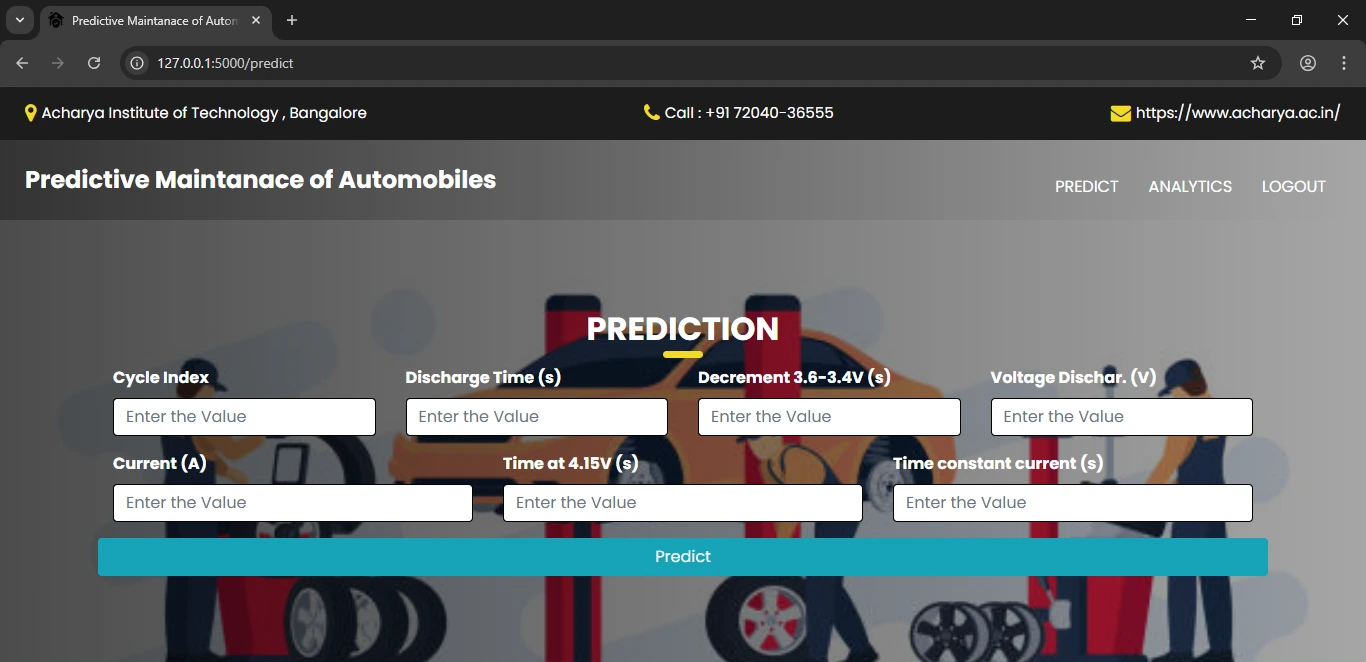 Predictive Maintanace of Autom
127.0.0.1:5000/predict
Acharya Institute of Technology , Bangalore
Call : +91 72040-36555
https://www.acharya.ac.in/
Predictive Maintanace of Automobiles
PREDICT
ANALYTICS
LOGOUT
PREDICTION
Cycle Index
Discharge Time (s)
Decrement 3.6-3.4V (s)
Voltage Dischar. (V)
Enter the Value
Enter the Value
Enter the Value
Enter the Value
Current (A)
Time at 4.15V (s)
Time constant current (s)
Enter the Value
Enter the Value
Enter the Value
Predict